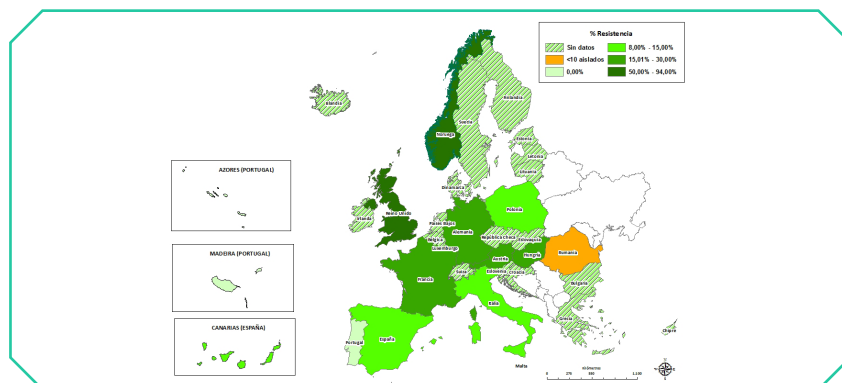 % Resistencia
Sin datos
<10 aislados
0,00%
8,00% - 15,00%
15,01% - 30,00%
50,00% - 94,00%
Islandia
Finlandia
Suecia
Noruega
Estonia
Letonia
Lituania
Dinamarca
AZORES (PORTUGAL)
Irlanda
Reino Unido
Países Bajos
Polonia
Alemania
Bélgica
República Checa
Luxemburgo
Eslovaquia
MADEIRA (PORTUGAL)
Austria
Hungría
Rumanía
Francia
Suiza
Eslovenia
Croacia
Bulgaria
Italia
CANARIAS (ESPAÑA)
Grecia
Chipre
Portugal
España
Malta
Kilómetros
0
275
550
1.100